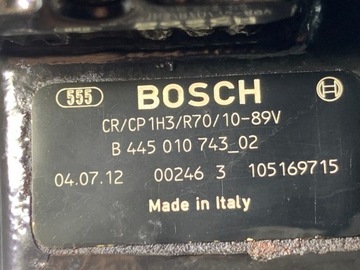 555 BOSCH
CR/CP1H3/R70/10-89V
B 445 010 743_02
04.07.12 00246 3 105169715
Made in Italy